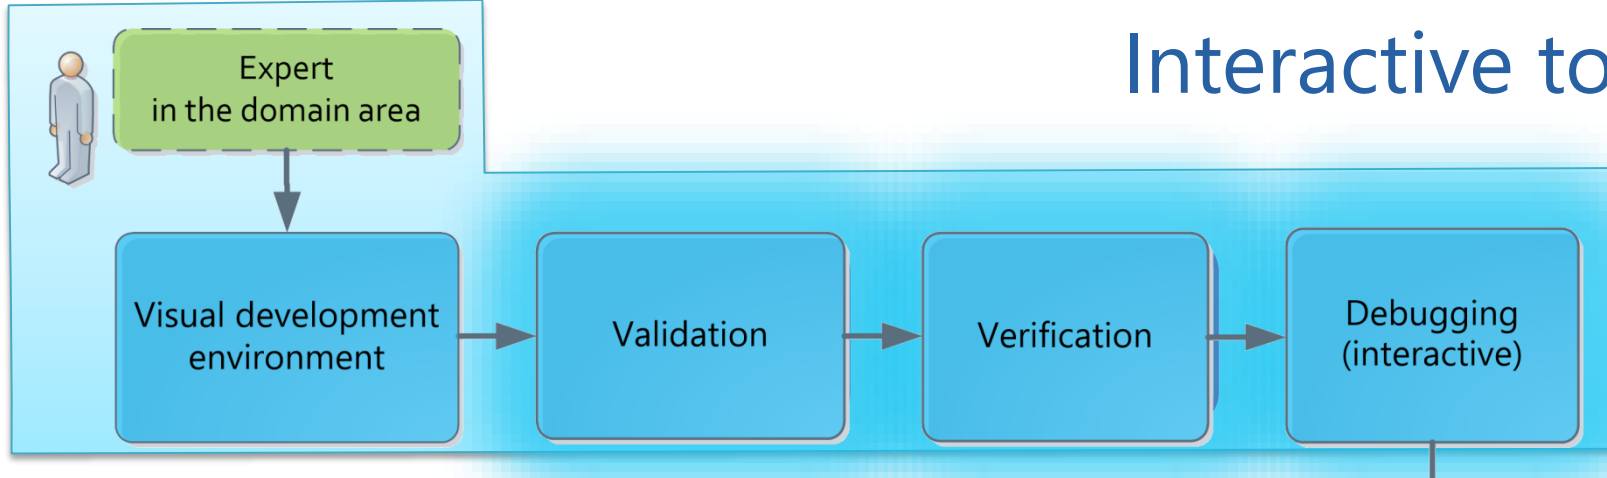 Interactive to
Expert
in the domain area
Visual development
environment
Validation
Verification
Debugging
(interactive)